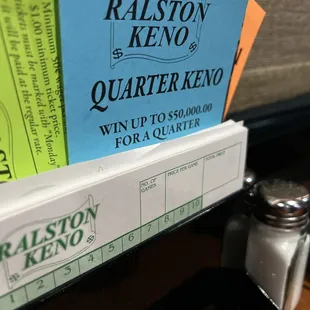 Minimum
$1.00 minimum ticket price.
Tickets must be marked with "Monday
will be paid at the regular rate.
RALSTON
KENO
$ $
QUARTER KENO
WIN UP TO $50,000.00
FOR A QUARTER
RALSTON
KENO
$ $
NO. OF
GAMES
PRICE PER GAME
TOTAL PRICE
1 2 3 4 5 6 7 8 9 10